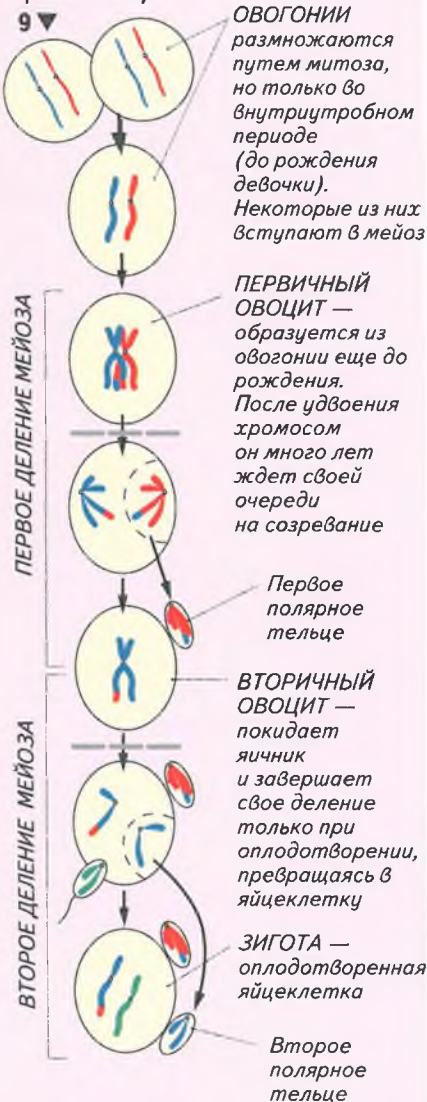 9▼
ОВОГОНИИ
размножаются
путем митоза,
но только во
внутриутробном
периоде
(до рождения
девочки).
Некоторые из них
вступают в мейоз
ПЕРВОЕ ДЕЛЕНИЕ МЕЙОЗА
ПЕРВИЧНЫЙ
ОВОЦИТ —
образуется из
овогонии еще до
рождения.
После удвоения
хромосом
он много лет
ждет своей
очереди
на созревание
Первое
полярное
тельце
ВТОРОЕ ДЕЛЕНИЕ МЕЙОЗА
ВТОРИЧНЫЙ
ОВОЦИТ —
покидает
яичник
и завершает
свое деление
только при
оплодотворении,
превращаясь в
яйцеклетку
ЗИГОТА —
оплодотворенная
яйцеклетка
Второе
полярное
тельце